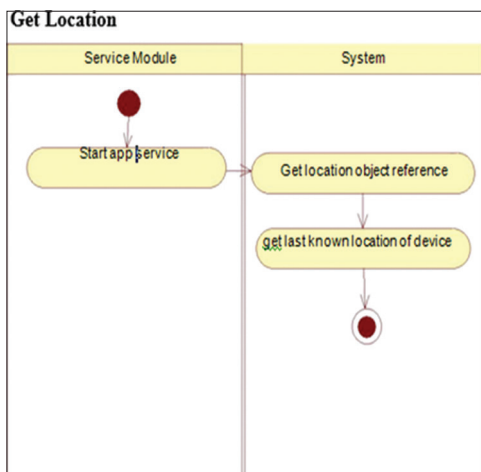 Get Location
Service Module
System
Start app service
Get location object reference
get last known location of device